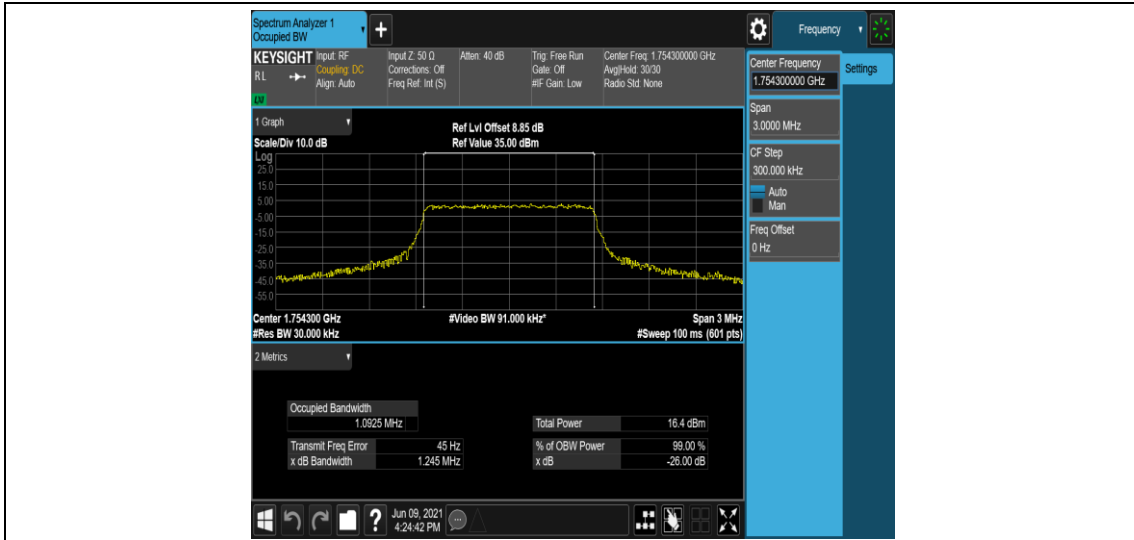 Spectrum Analyzer 1
Occupied BW
+
Frequency
KEYSIGHT
RL
Input: RF
Coupling: DC
Align: Auto
Input Z: 50 Ω
Corrections: Off
Freq Ref: Int (S)
Atten: 40 dB
Trig: Free Run
Gate: Off
#IF Gain: Low
Center Freq: 1.754300000 GHz
Avg|Hold: 30/30
Radio Std: None
Center Frequency
1.754300000 GHz
Settings
Span
3.0000 MHz
CF Step
300.000 kHz
Auto
Man
Freq Offset
0 Hz
1 Graph
Scale/Div 10.0 dB
Ref Lvl Offset 8.85 dB
Ref Value 35.00 dBm
Log
25.0
15.0
5.00
-5.00
-15.0
-25.0
-35.0
-45.0
-55.0
Center 1.754300 GHz
#Res BW 30.000 kHz
#Video BW 91.000 kHz*
Span 3 MHz
#Sweep 100 ms (601 pts)
2 Metrics
Occupied Bandwidth
1.0925 MHz
Total Power 16.4 dBm
Transmit Freq Error 45 Hz
% of OBW Power 99.00 %
x dB Bandwidth 1.245 MHz
x dB -26.00 dB
?
Jun 09, 2021
4:24:42 PM